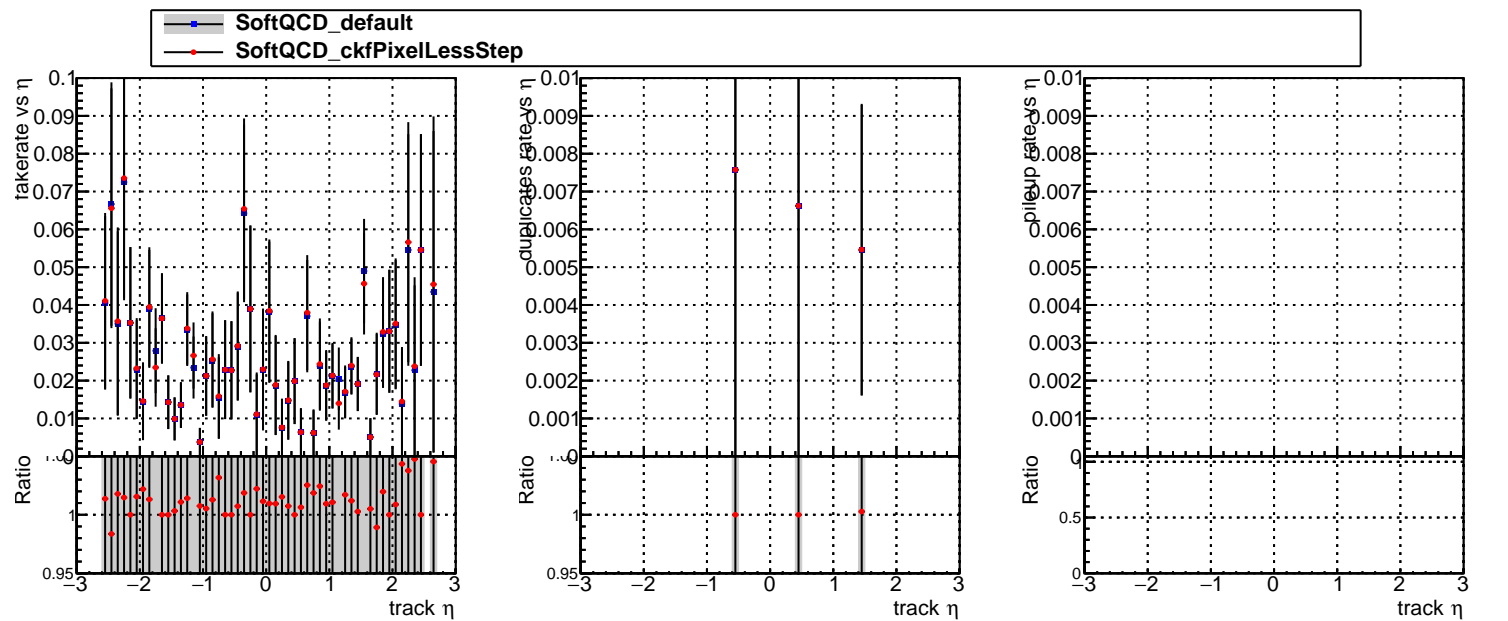 SoftQCD_default
SoftQCD_ckfPixelLessStep
fakerate vs η
0.1
0.09
0.08
0.07
0.06
0.05
0.04
0.03
0.02
0.01
0
Ratio
1
0.95
−3 −2 −1 0 1 2 3
track η
duplicates rate vs η
0.01
0.009
0.008
0.007
0.006
0.005
0.004
0.003
0.002
0.001
0
Ratio
1
0.95
−3 −2 −1 0 1 2 3
track η
pileup rate vs η
0.01
0.009
0.008
0.007
0.006
0.005
0.004
0.003
0.002
0.001
0
Ratio
1
0.5
0
−3 −2 −1 0 1 2 3
track η